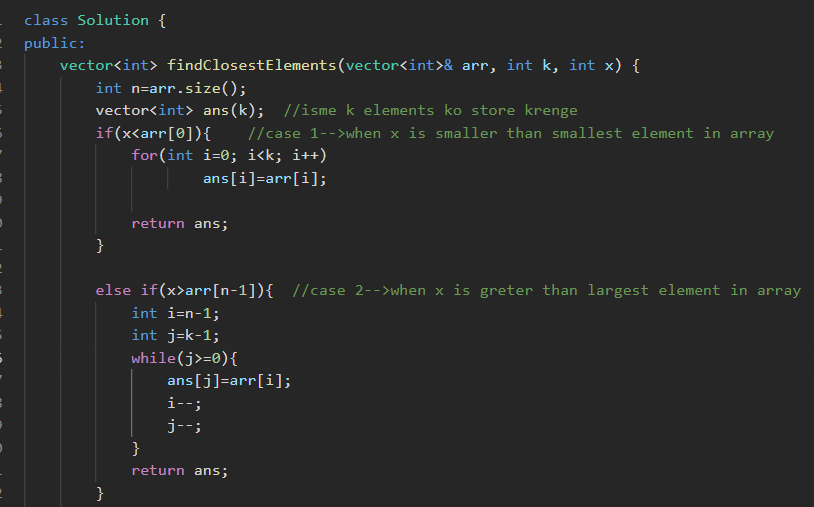 class Solution {
public:
    vector<int> findClosestElements(vector<int>& arr, int k, int x) {
        int n=arr.size();
        vector<int> ans(k);  //isme k elements ko store krenge
        if(x<arr[0]){    //case 1-->when x is smaller than smallest element in array
            for(int i=0; i<k; i++)
                    ans[i]=arr[i];
            return ans;
        }
        else if(x>arr[n-1]){  //case 2-->when x is greter than largest element in array
            int i=n-1;
            int j=k-1;
            while(j>=0){
                ans[j]=arr[i];
                i--;
                j--;
            }
            return ans;
        }